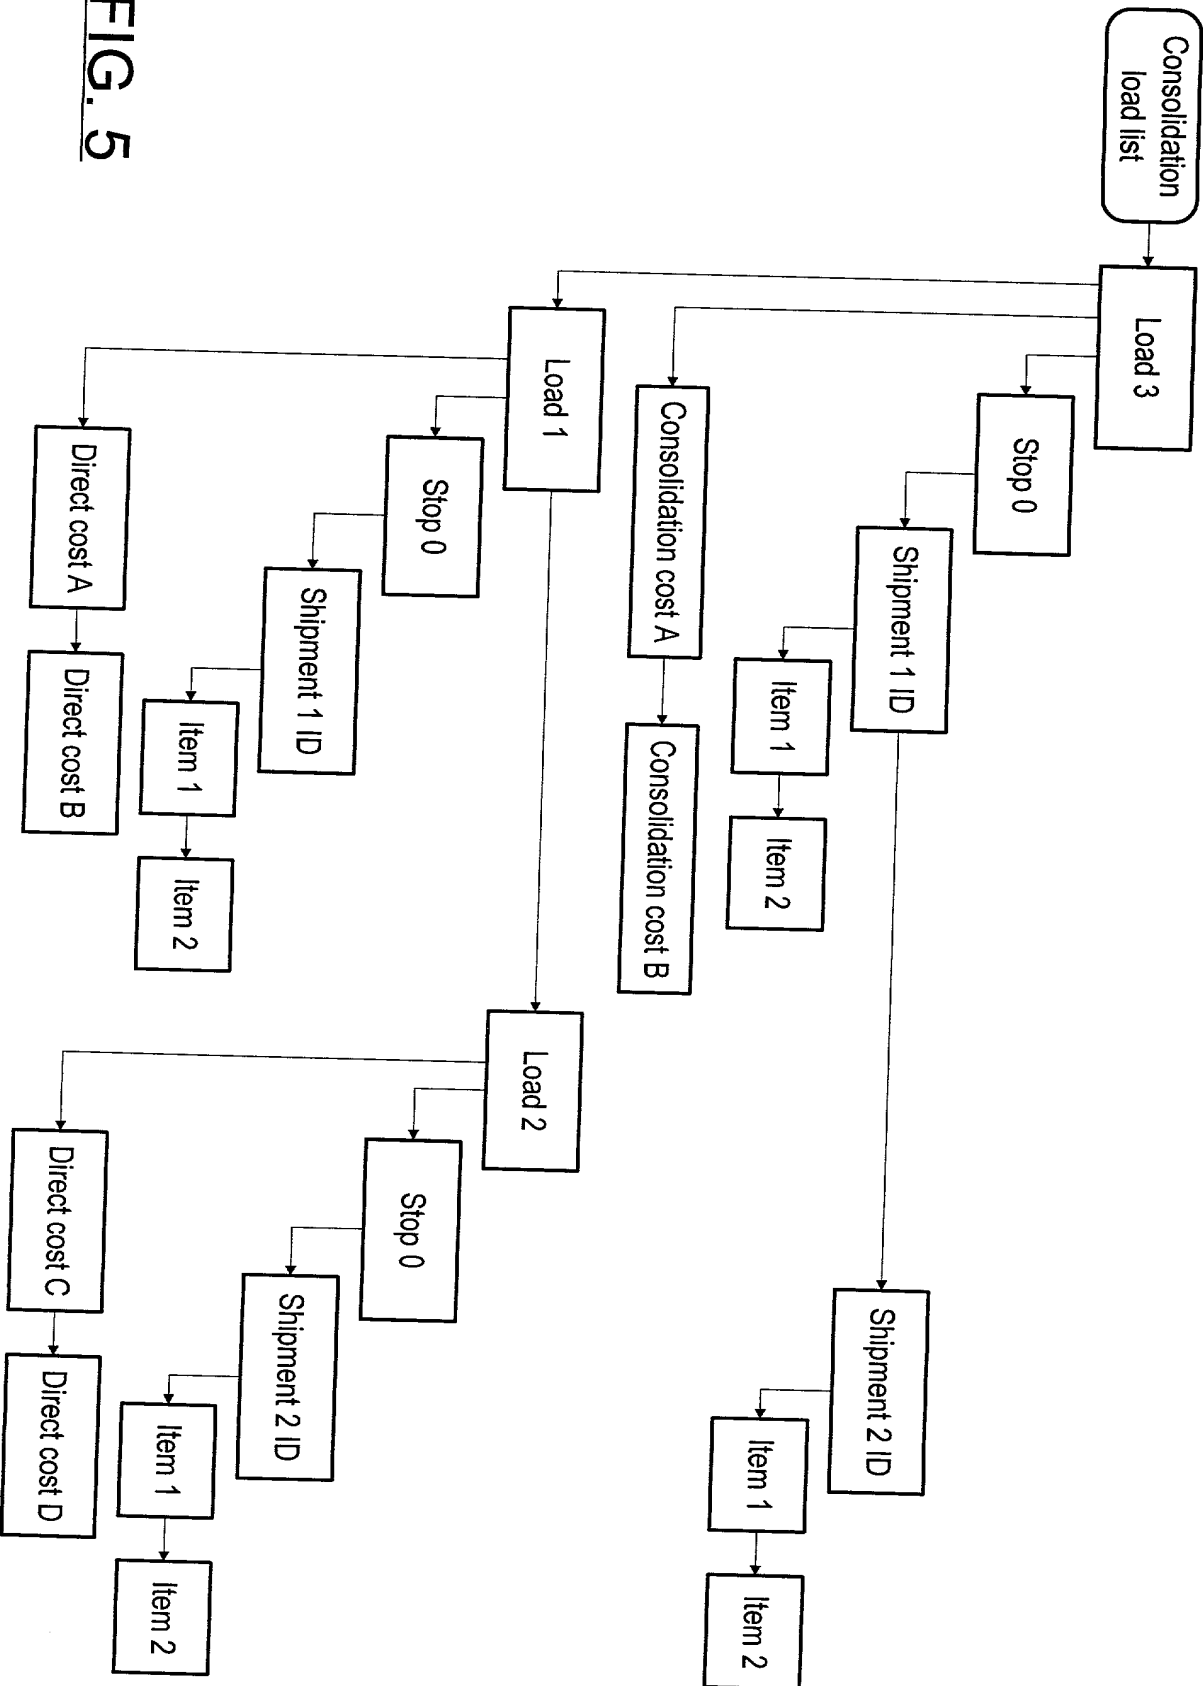 Consolidation
load list
Load 3
Stop 0
Shipment 1 ID
Shipment 2 ID
Item 1
Item 2
Item 1
Item 2
Consolidation cost A
Consolidation cost B
Load 1
Load 2
Stop 0
Stop 0
Shipment 1 ID
Shipment 2 ID
Item 1
Item 2
Item 1
Item 2
Direct cost A
Direct cost B
Direct cost C
Direct cost D
FIG. 5